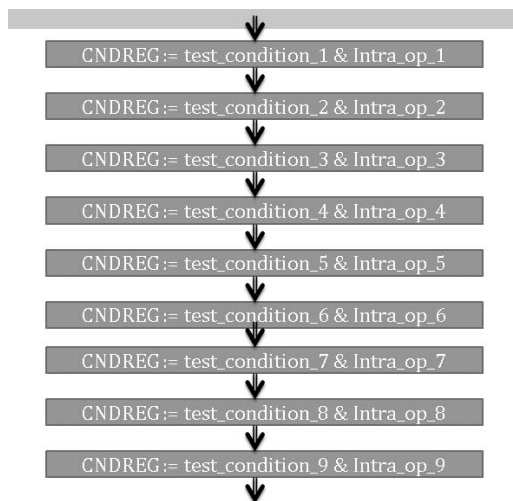 CNDREG:= test_condition_1 & Intra_op_1
CNDREG:= test_condition_2 & Intra_op_2
CNDREG:= test_condition_3 & Intra_op_3
CNDREG:= test_condition_4 & Intra_op_4
CNDREG:= test_condition_5 & Intra_op_5
CNDREG:= test_condition_6 & Intra_op_6
CNDREG:= test_condition_7 & Intra_op_7
CNDREG:= test_condition_8 & Intra_op_8
CNDREG:= test_condition_9 & Intra_op_9